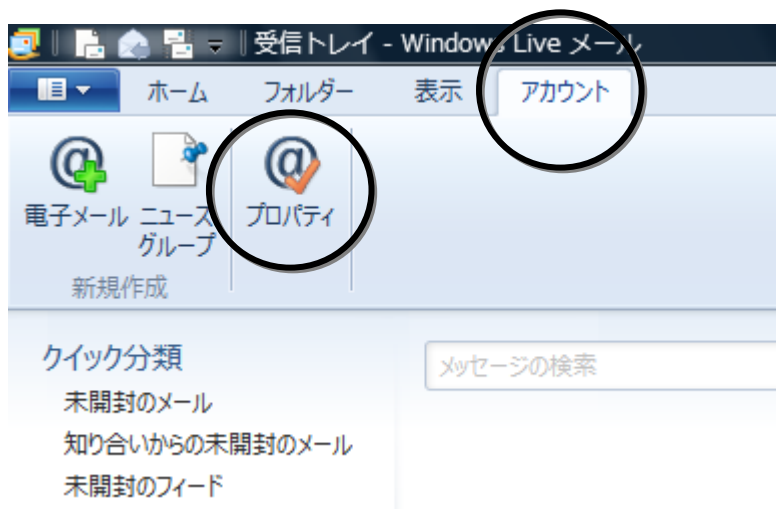 受信トレイ - Windows Live メール
ホーム フォルダー 表示 アカウント
電子メール ニュース プロパティ
グループ
新規作成
クイック分類
メッセージの検索
未開封のメール
知り合いからの未開封のメール
未開封のフィード